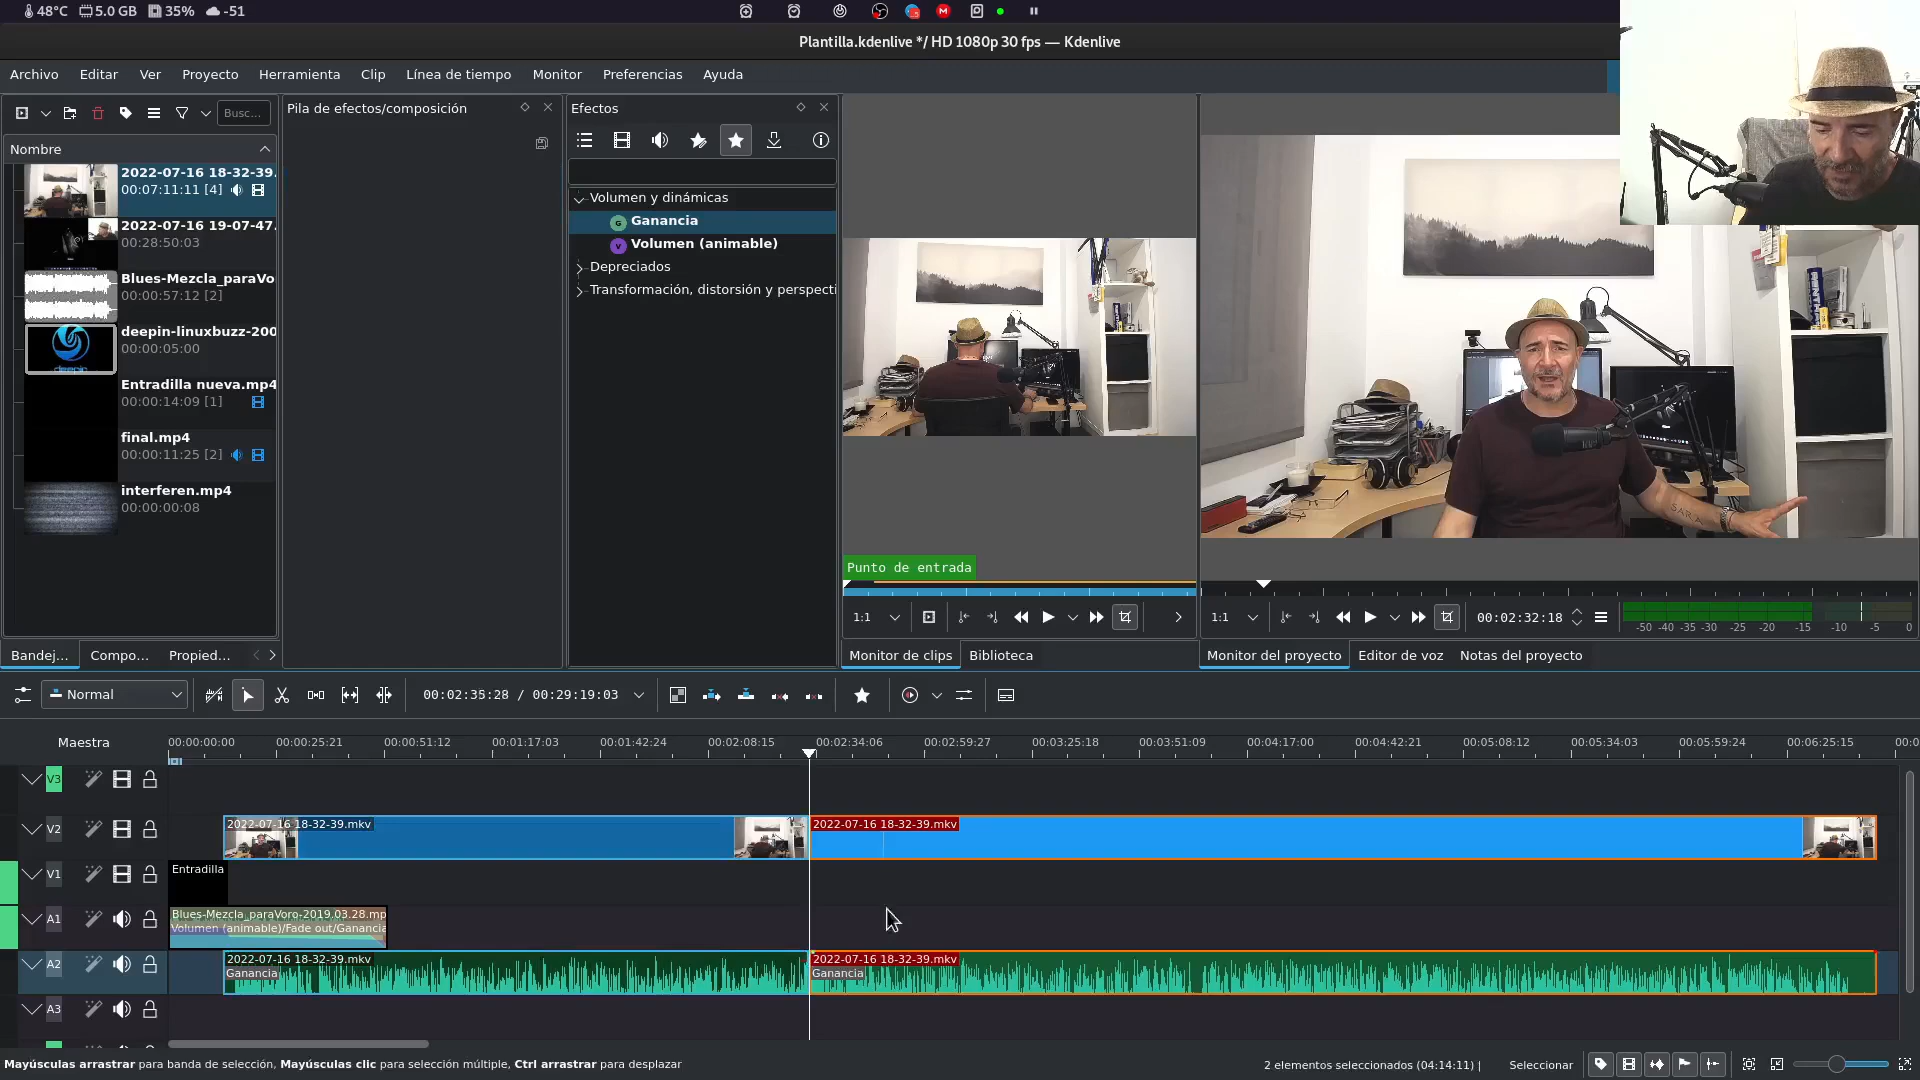 48°C 5.0 GB 35% -51
Plantilla.kdenlive */ HD 1080p 30 fps — Kdenlive
Archivo Editar Ver Proyecto Herramienta Clip Línea de tiempo Monitor Preferencias Ayuda
Busc...
Pila de efectos/composición
Efectos
Nombre
2022-07-16 18-32-39.
00:07:11:11 [4]
2022-07-16 19-07-47.
00:28:50:03
Blues-Mezcla_paraVo
00:00:57:12 [2]
deepin-linuxbuzz-200
00:00:05:00
Entradilla nueva.mp4
00:00:14:09 [1]
final.mp4
00:00:11:25 [2]
interferen.mp4
00:00:00:08
Volumen y dinámicas
Ganancia
Volumen (animable)
Depreciados
Transformación, distorsión y perspecti
Punto de entrada
SARA
1:1
1:1 00:02:32:18
-50 -40 -35 -30 -25 -20 -15 -10 -5 0
Bandej... Compo... Propied...
Monitor de clips Biblioteca
Monitor del proyecto Editor de voz Notas del proyecto
Normal 00:02:35:28 / 00:29:19:03
Maestra
00:00:00:00 00:00:25:21 00:00:51:12 00:01:17:03 00:01:42:24 00:02:08:15 00:02:34:06 00:02:59:27 00:03:25:18 00:03:51:09 00:04:17:00 00:04:42:21 00:05:08:12 00:05:34:03 00:05:59:24 00:06:25:15 00:0
V3
V2 2022-07-16 18-32-39.mkv 2022-07-16 18-32-39.mkv
V1 Entradilla
A1 Blues-Mezcla_paraVoro-2019.03.28.mp
Volumen (animable)/Fade out/Ganancia
A2 2022-07-16 18-32-39.mkv 2022-07-16 18-32-39.mkv
Ganancia Ganancia
A3
Mayúsculas arrastrar para banda de selección, Mayúsculas clic para selección múltiple, Ctrl arrastrar para desplazar
2 elementos seleccionados (04:14:11) | Seleccionar